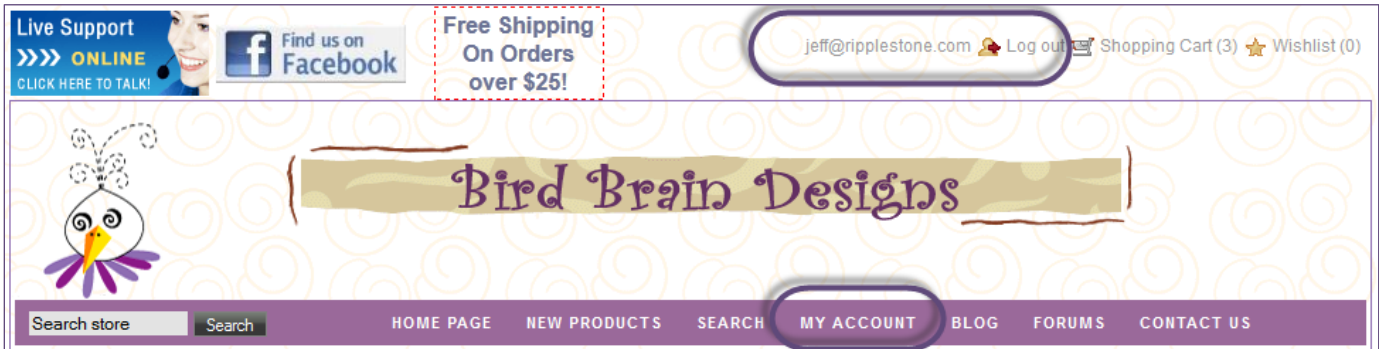 Live Support
»»» ONLINE
CLICK HERE TO TALK!
f Find us on
Facebook
Free Shipping
On Orders
over $25!
jeff@ripplestone.com Log out Shopping Cart (3) Wishlist (0)
Bird Brain Designs
Search store Search HOME PAGE NEW PRODUCTS SEARCH MY ACCOUNT BLOG FORUMS CONTACT US